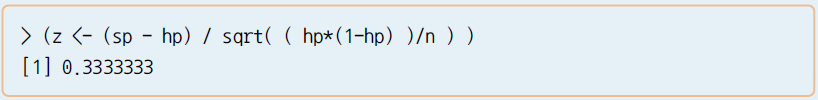 > (z <- (sp - hp) / sqrt( ( hp*(1-hp) )/n ) )
[1] 0.3333333